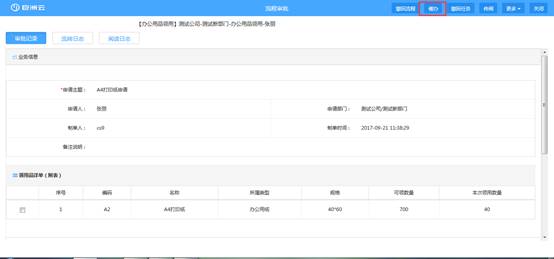 欧洲云 流程审批 撤回流程 催办 撤回任务 传阅 更多 关闭
【办公用品领用】测试公司-测试新部门-办公用品领用-张丽
审批记录 流转日志 阅读日志
业务信息
*申请主题： A4打印纸申请
申请人： 张丽 申请部门： 测试公司/测试新部门
制单人： cs9 制单时间： 2017-09-21 11:38:29
备注说明：
领用品详单（附表）
序号 编码 名称 所属类型 规格 可领数量 本次领用数量
1 A2 A4打印纸 办公用纸 40*60 700 40